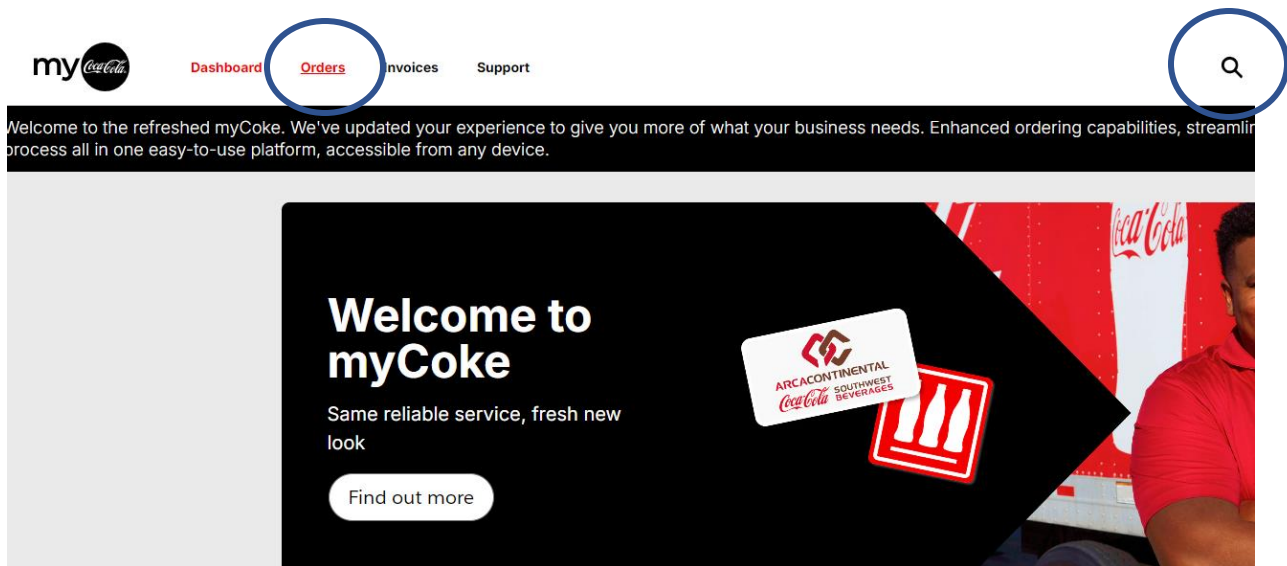 my Coca-Cola
Dashboard Orders Invoices Support
Welcome to the refreshed myCoke. We've updated your experience to give you more of what your business needs. Enhanced ordering capabilities,
process all in one easy-to-use platform, accessible from any device.
Welcome to
myCoke
Same reliable service, fresh new
look
Find out more
ARCACONTINENTAL
Coca-Cola SOUTHWEST
BEVERAGES
Coca-Cola